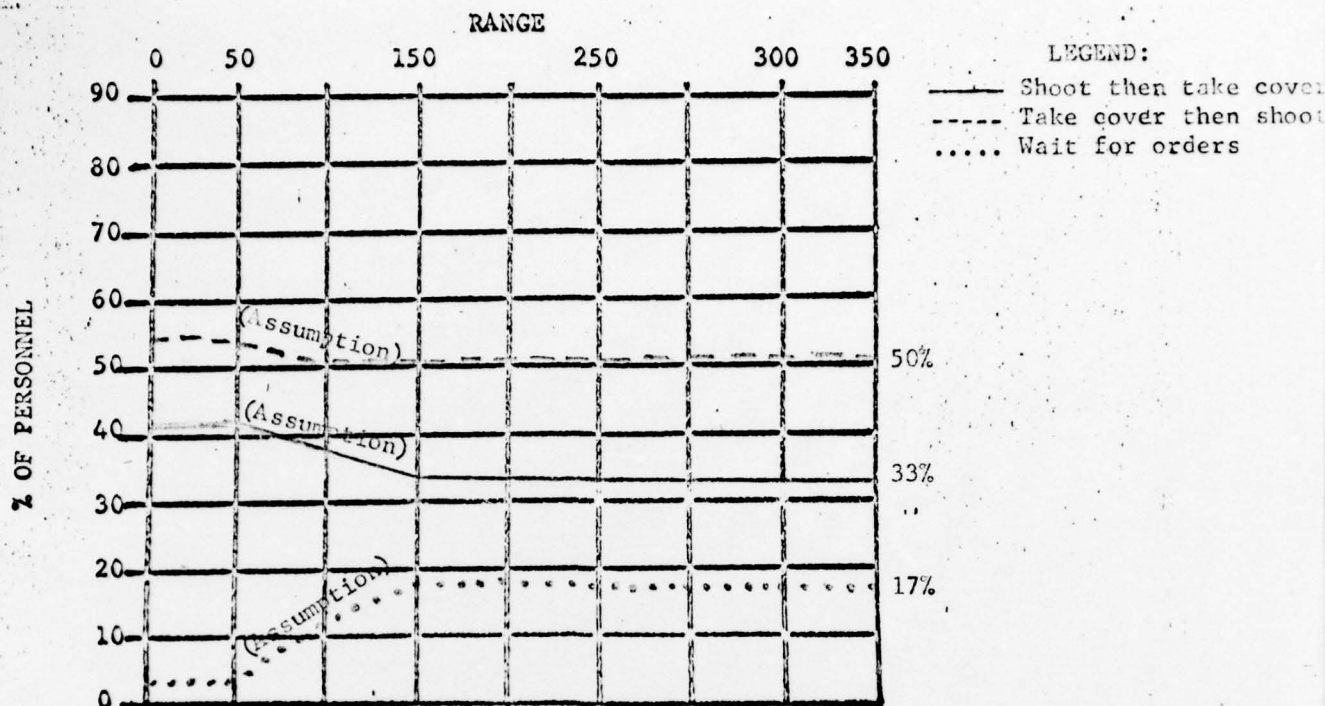 RANGE
0 50 150 250 300 350
LEGEND:
Shoot then take cover
Take cover then shoot
Wait for orders
% OF PERSONNEL
90
80
70
60
(Assumption)
50
50%
(Assumption)
40
33%
30
20
(Assumption)
17%
10
0